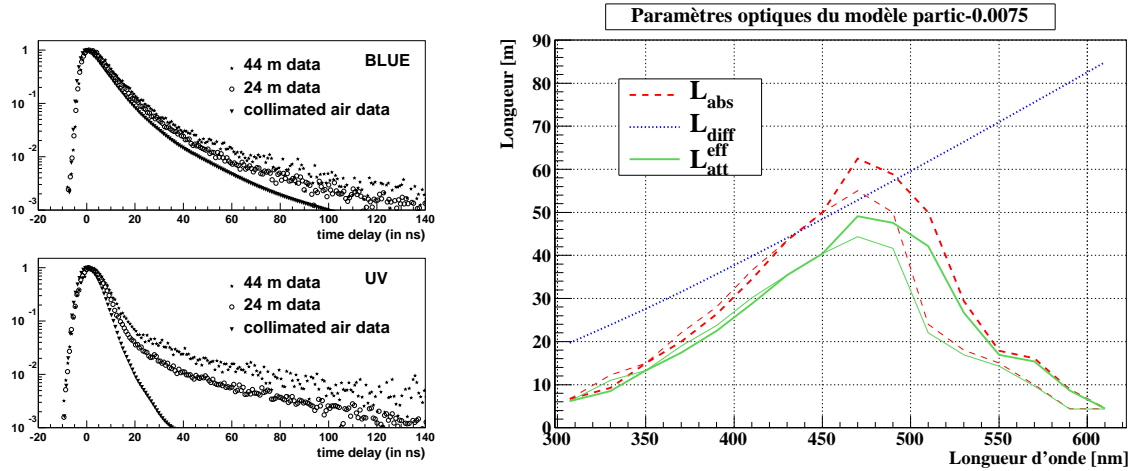 BLUE
44 m data
24 m data
collimated air data
1
10 -1
10 -2
10 -3
-20 0 20 40 60 80 100 120 140
time delay (in ns)
UV
44 m data
24 m data
collimated air data
1
10 -1
10 -2
10 -3
-20 0 20 40 60 80 100 120 140
time delay (in ns)
Paramètres optiques du modèle partic-0.0075
Longueur [m]
90
80
70
60
50
40
30
20
10
0
L abs
L diff
L eff att
300 350 400 450 500 550 600
Longueur d'onde [nm]